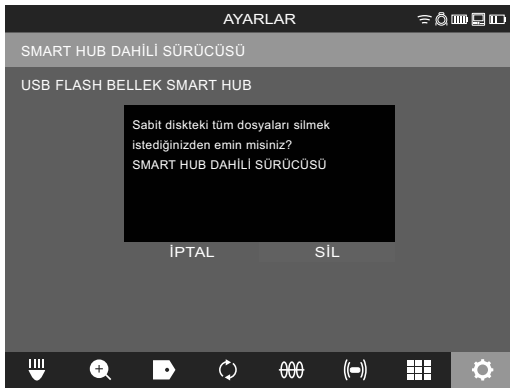 AYARLAR
SMART HUB DAHİLİ SÜRÜCÜSÜ
USB FLASH BELLEK SMART HUB
Sabit diskteki tüm dosyaları silmek
istediğinizden emin misiniz?
SMART HUB DAHİLİ SÜRÜCÜSÜ
İPTAL SİL